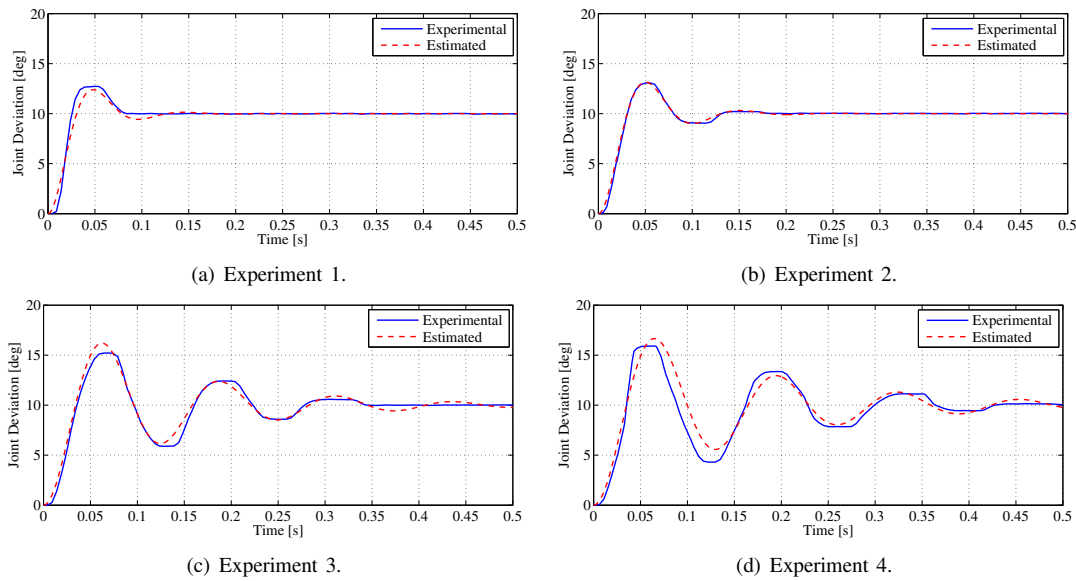 20
15
10
5
0
Joint Deviation [deg]
Experimental
Estimated
0 0.05 0.1 0.15 0.2 0.25 0.3 0.35 0.4 0.45 0.5
Time [s]
(a) Experiment 1.
20
15
10
5
0
Joint Deviation [deg]
Experimental
Estimated
0 0.05 0.1 0.15 0.2 0.25 0.3 0.35 0.4 0.45 0.5
Time [s]
(b) Experiment 2.
20
15
10
5
0
Joint Deviation [deg]
Experimental
Estimated
0 0.05 0.1 0.15 0.2 0.25 0.3 0.35 0.4 0.45 0.5
Time [s]
(c) Experiment 3.
20
15
10
5
0
Joint Deviation [deg]
Experimental
Estimated
0 0.05 0.1 0.15 0.2 0.25 0.3 0.35 0.4 0.45 0.5
Time [s]
(d) Experiment 4.